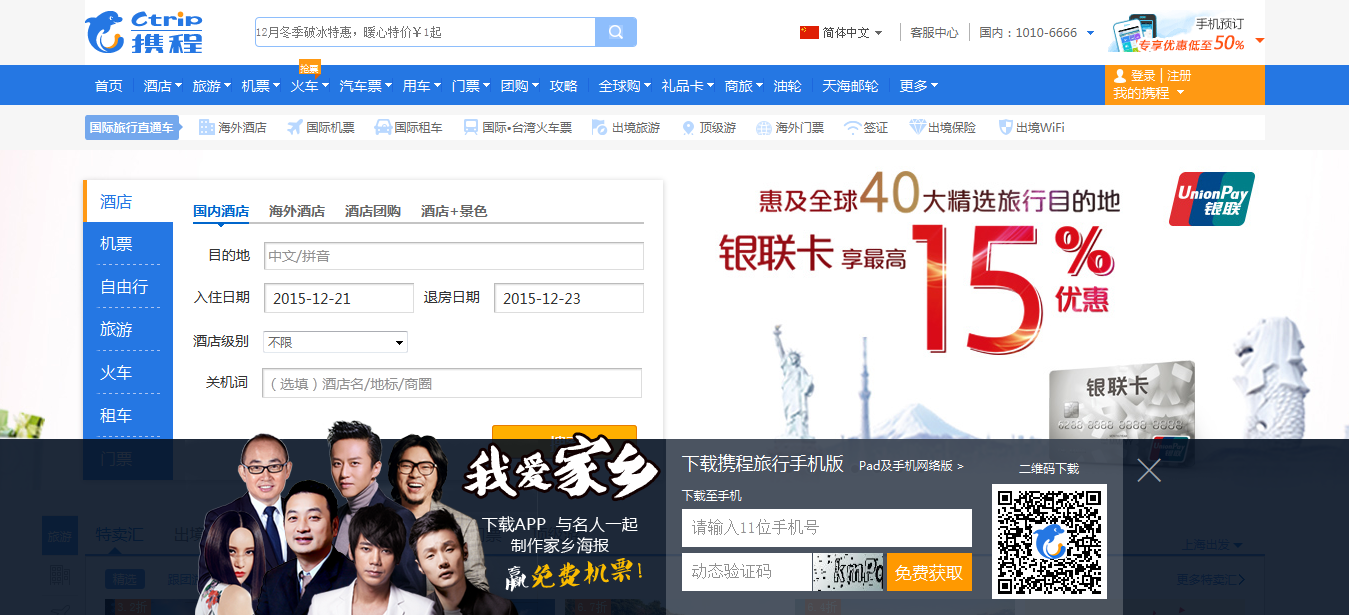 Ctrip
携程
12月冬季破冰特惠，暖心特价￥1起
简体中文
客服中心
国内：1010-6666
手机预订
专享优惠低至50%
抢票
首页 酒店 旅游 机票 火车 汽车票 用车 门票 团购 攻略 全球购 礼品卡 商旅 邮轮 天海邮轮 更多
登录 | 注册
我的携程
国际旅行直通车 海外酒店 国际机票 国际租车 国际•台湾火车票 出境旅游 顶级游 海外门票 签证 出境保险 出境WiFi
酒店
机票
自由行
旅游
火车
租车
门票
国内酒店 海外酒店 酒店团购 酒店+景色
目的地 中文/拼音
入住日期 2015-12-21 退房日期 2015-12-23
酒店级别 不限
关机词 （选填）酒店名/地标/商圈
惠及全球40大精选旅行目的地
银联卡 享最高15%优惠
UnionPay
银联
银联卡
我爱家乡
下载APP 与名人一起
制作家乡海报
赢免费机票！
下载携程旅行手机版 Pad及手机网络版 >
下载至手机
请输入11位手机号
动态验证码
免费获取
二维码下载
旅游
特卖汇
上海出发
更多特卖汇
精选